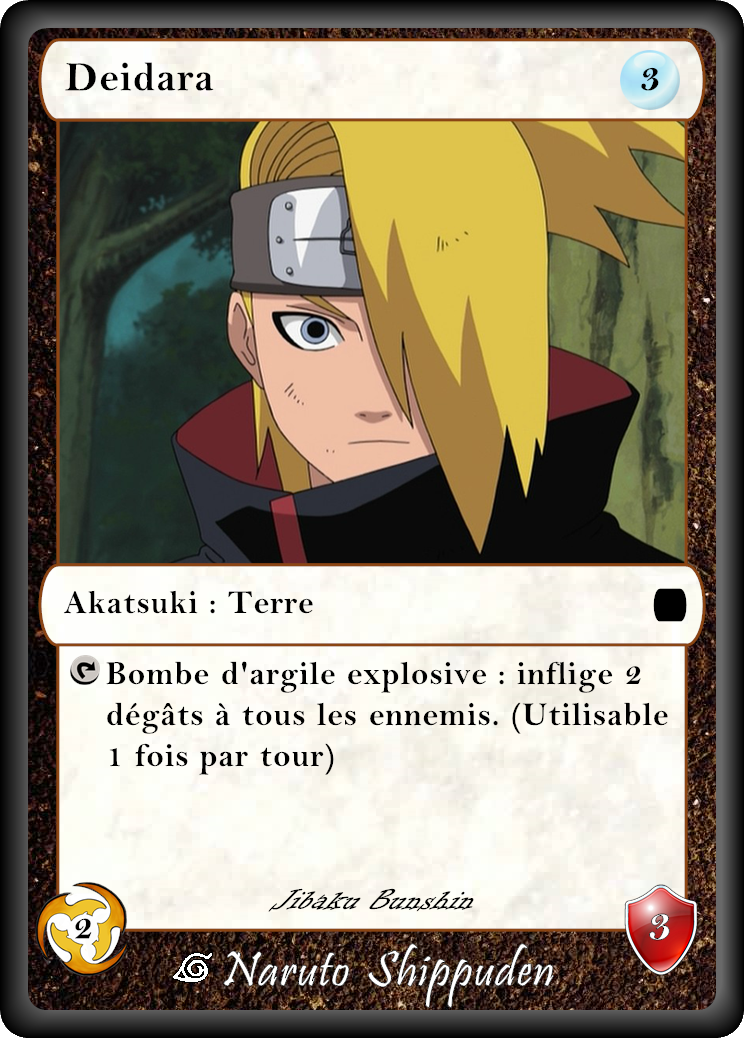 Deidara
3
Akatsuki : Terre
Bombe d'argile explosive : inflige 2
dégâts à tous les ennemis. (Utilisable
1 fois par tour)
Jibaku Bunshin
2
3
Naruto Shippuden